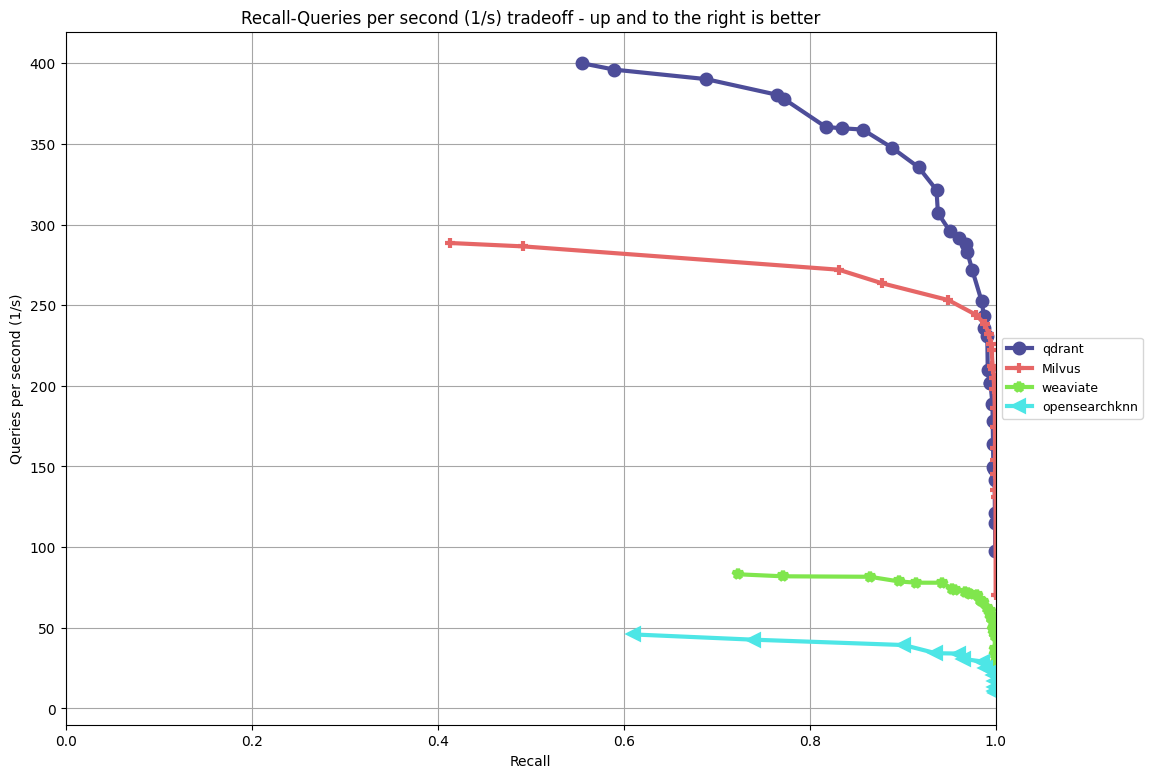 Recall-Queries per second (1/s) tradeoff - up and to the right is better
400
350
300
250
200
150
100
50
0
Queries per second (1/s)
0.0 0.2 0.4 0.6 0.8 1.0
Recall
qdrant
Milvus
weaviate
opensearchknn